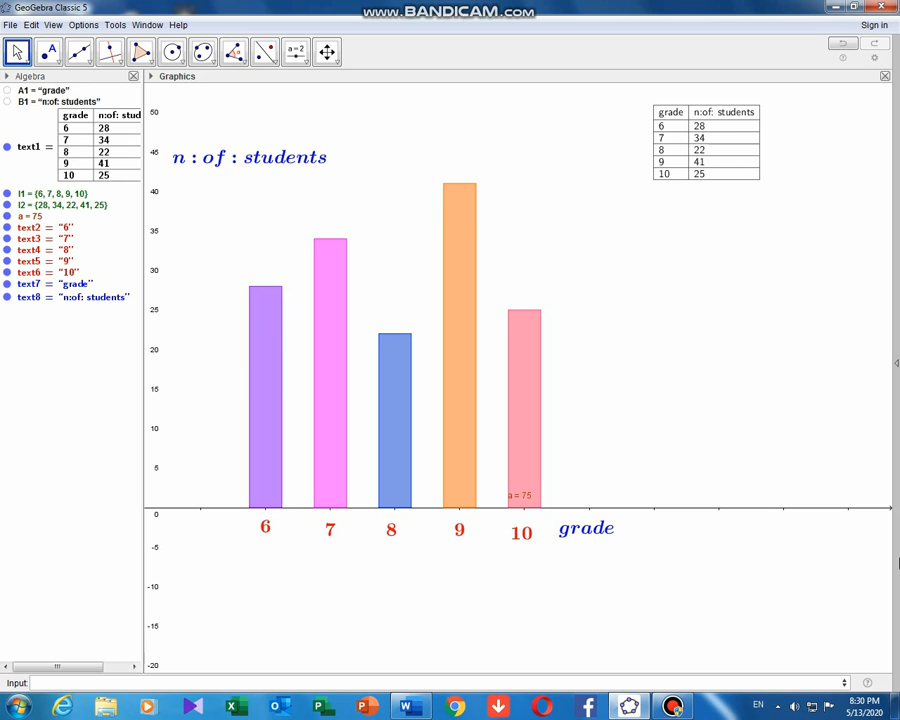 GeoGebra Classic 5
WWW.BANDICAM.COM
File Edit View Options Tools Window Help
Sign in
A
a=2
Algebra
Graphics
A1 = "grade"
B1 = "n:of: students"
text1 =
grade n:of: stud
6 28
7 34
8 22
9 41
10 25
l1 = {6, 7, 8, 9, 10}
l2 = {28, 34, 22, 41, 25}
a = 75
text2 = "6"
text3 = "7"
text4 = "8"
text5 = "9"
text6 = "10"
text7 = "grade"
text8 = "n:of: students"
50
45
40
35
30
25
20
15
10
5
0
-5
-10
-15
-20
n : of : students
grade n:of: students
6 28
7 34
8 22
9 41
10 25
a = 75
6 7 8 9 10 grade
Input:
EN
8:30 PM
5/13/2020